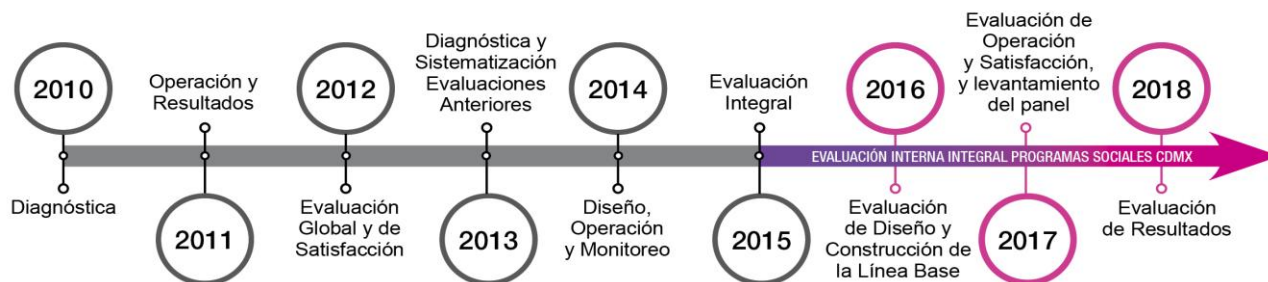 2010
Diagnóstica
Operación y
Resultados
2011
2012
Evaluación
Global y de
Satisfacción
Diagnóstica y
Sistematización
Evaluaciones
Anteriores
2013
2014
Diseño,
Operación
y Monitoreo
Evaluación
Integral
2015
EVALUACIÓN INTERNA INTEGRAL PROGRAMAS SOCIALES CDMX
2016
Evaluación
de Diseño y
Construcción de
la Línea Base
Evaluación de
Operación
y Satisfacción,
y levantamiento
del panel
2017
2018
Evaluación
de Resultados